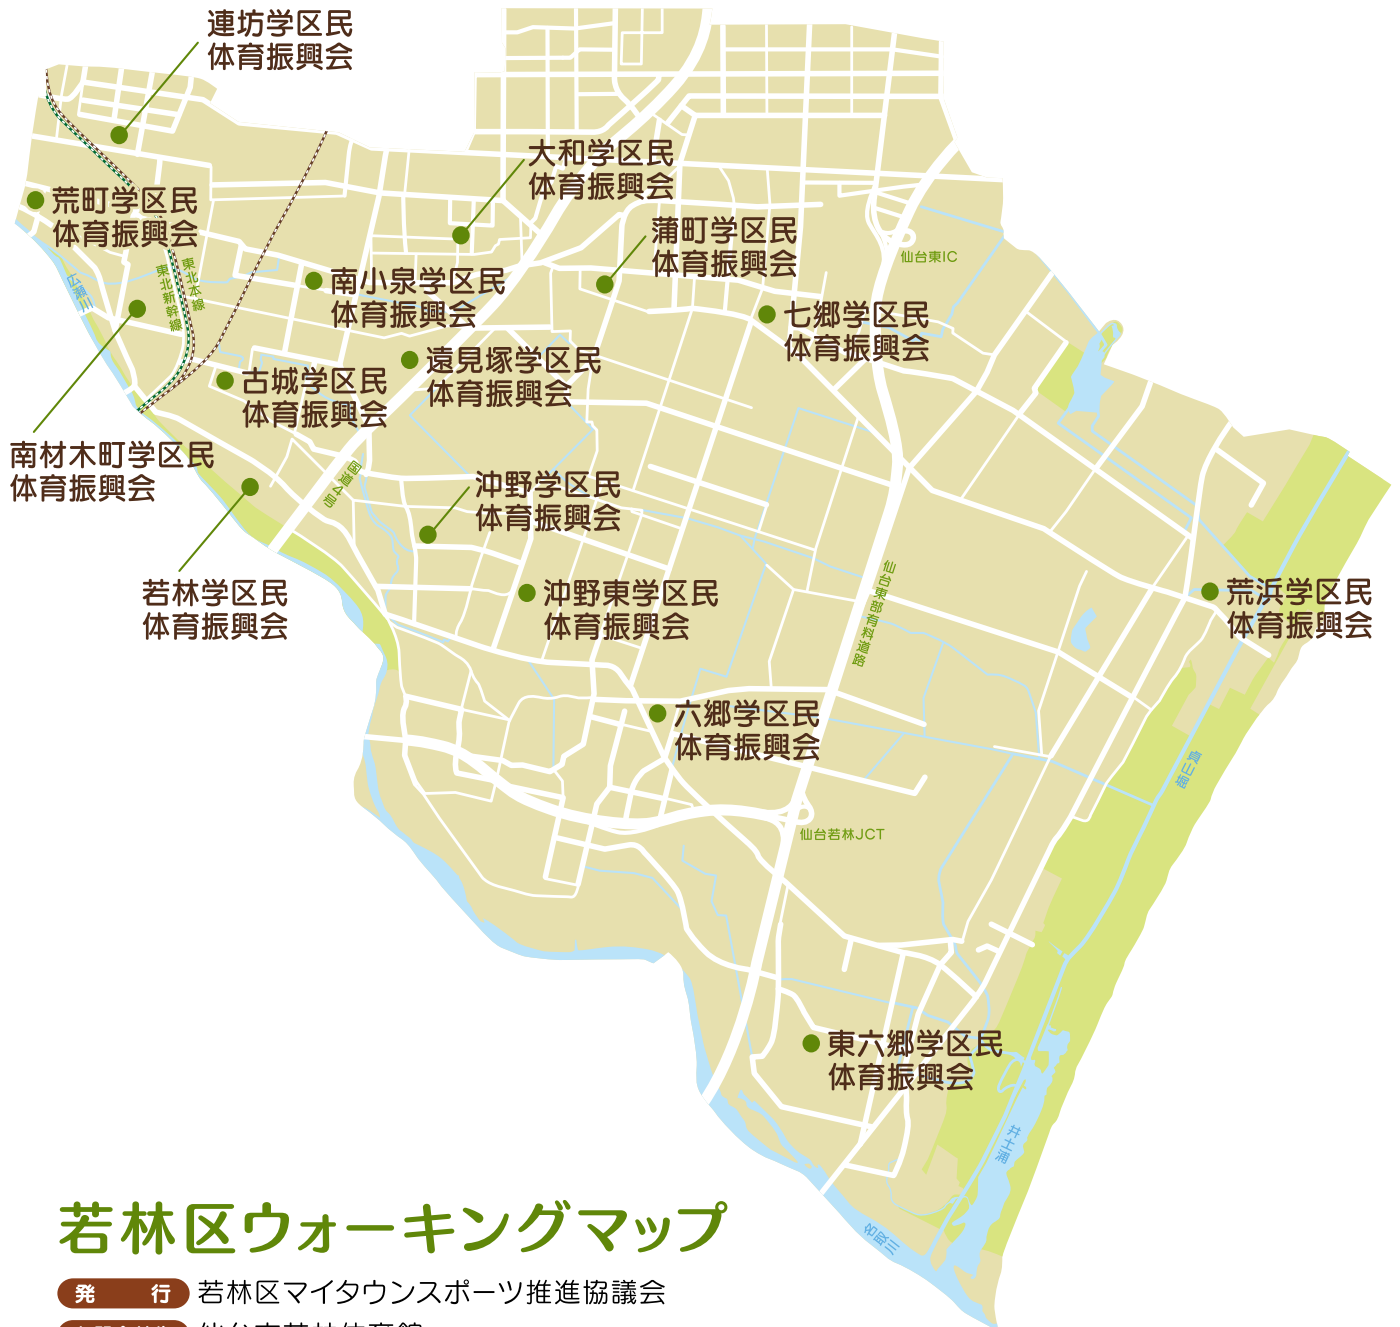 連坊学区民
体育振興会
大和学区民
体育振興会
荒町学区民
体育振興会
蒲町学区民
体育振興会
仙台東IC
広瀬川
東北新幹線
東北本線
南小泉学区民
体育振興会
七郷学区民
体育振興会
遠見塚学区民
体育振興会
古城学区民
体育振興会
南材木町学区民
体育振興会
国道4号
沖野学区民
体育振興会
若林学区民
体育振興会
沖野東学区民
体育振興会
仙台東部有料道路
荒浜学区民
体育振興会
六郷学区民
体育振興会
貞山堀
仙台若林JCT
東六郷学区民
体育振興会
井土浦
名取川
若林区ウォーキングマップ
発 行 若林区マイタウンスポーツ推進協議会